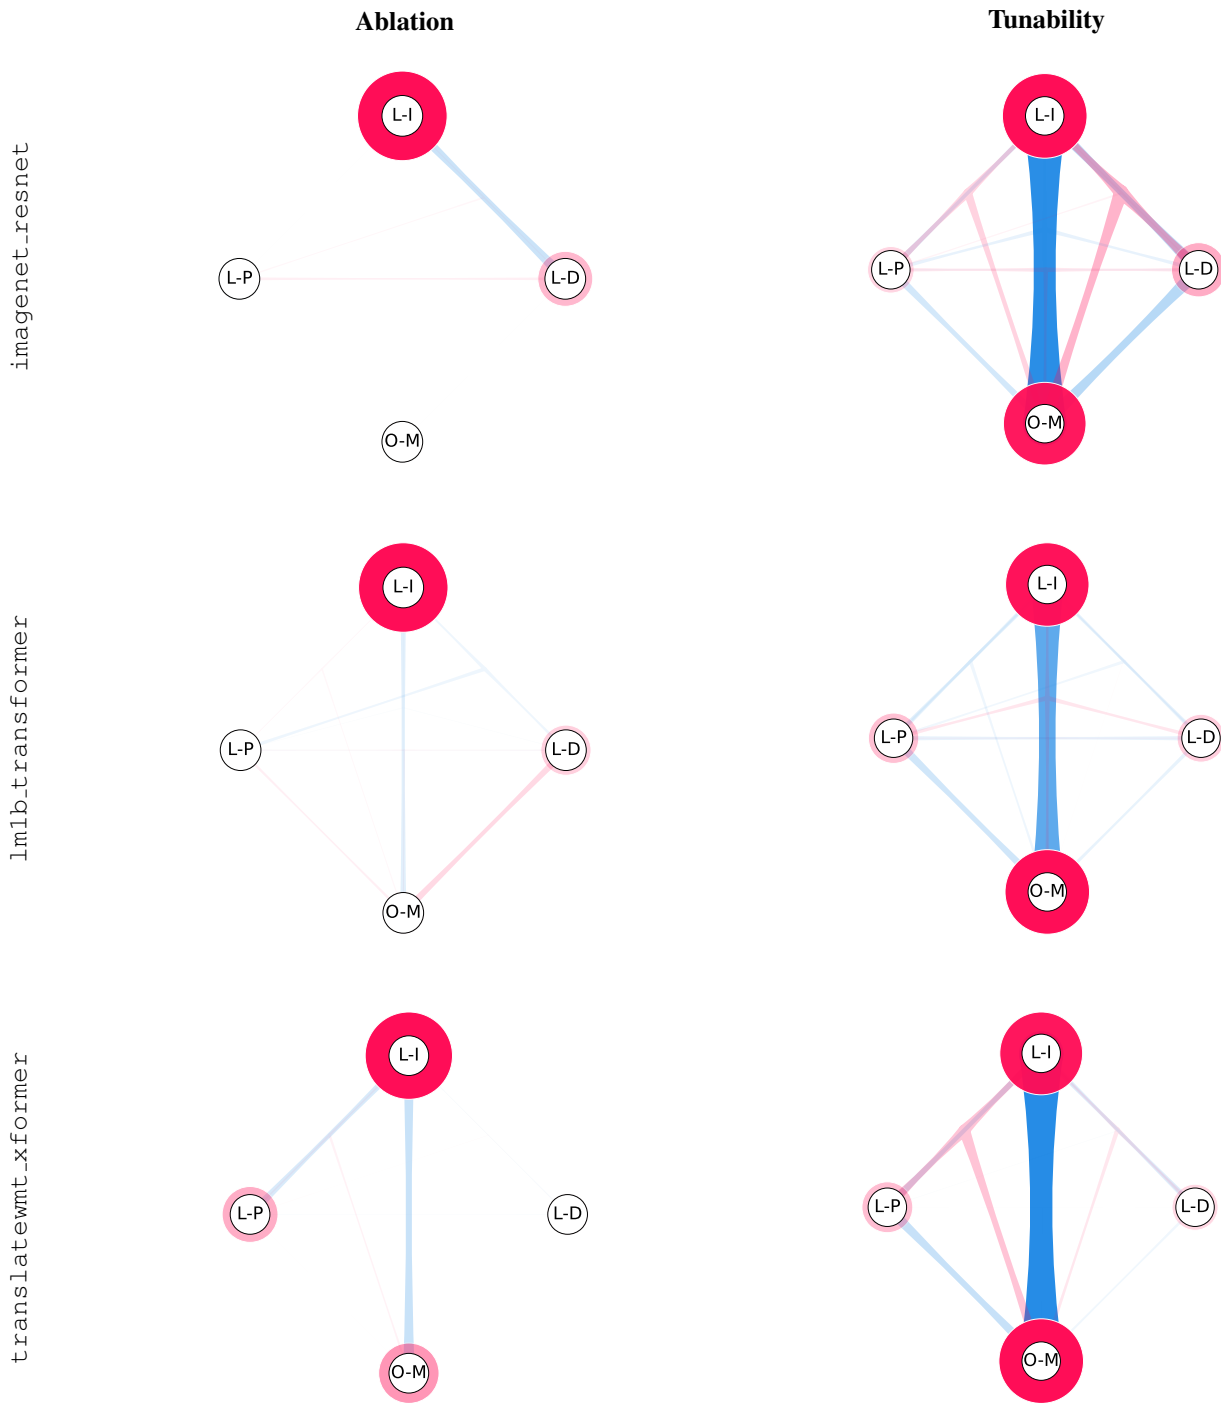 Ablation Tunability
imagenet_resnet
L-I
L-P L-D
O-M
L-I
L-P L-D
O-M
lm1b_transformer
L-I
L-P L-D
O-M
L-I
L-P L-D
O-M
translatewmt_xformer
L-I
L-P L-D
O-M
L-I
L-P L-D
O-M